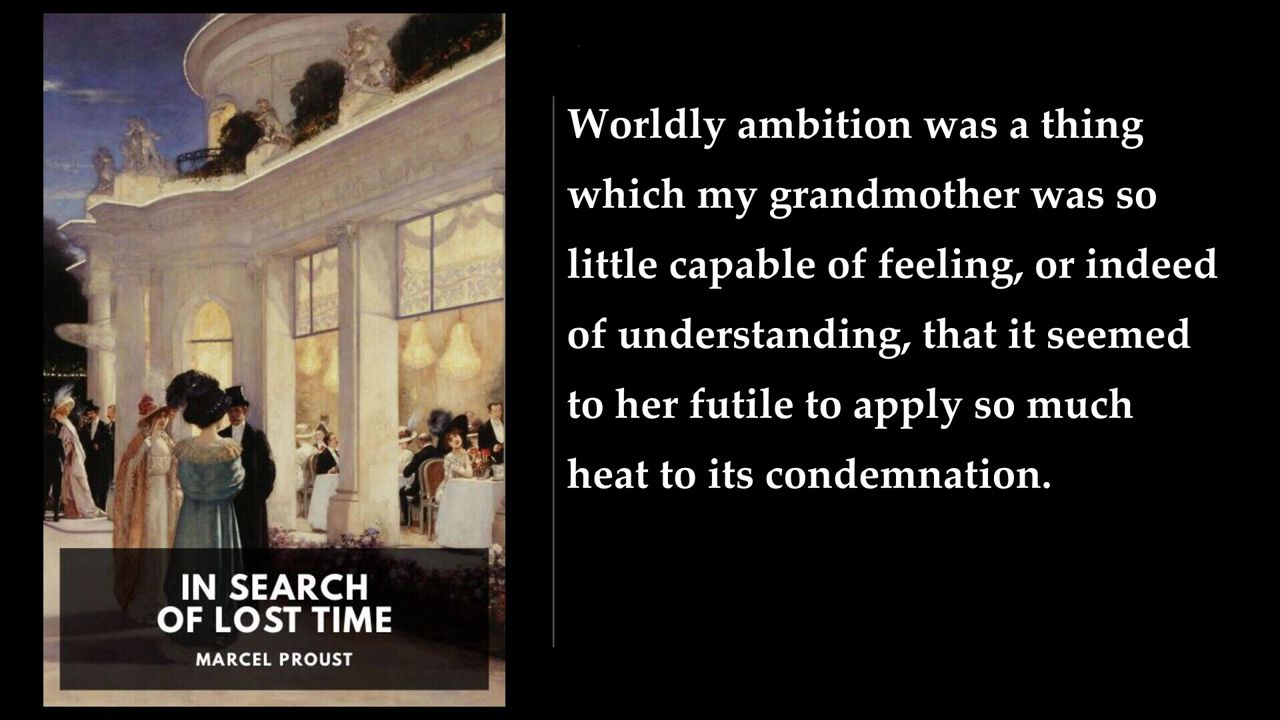 Worldly ambition was a thing
which my grandmother was so
little capable of feeling, or indeed
of understanding, that it seemed
to her futile to apply so much
heat to its condemnation.
IN SEARCH
OF LOST TIME
MARCEL PROUST